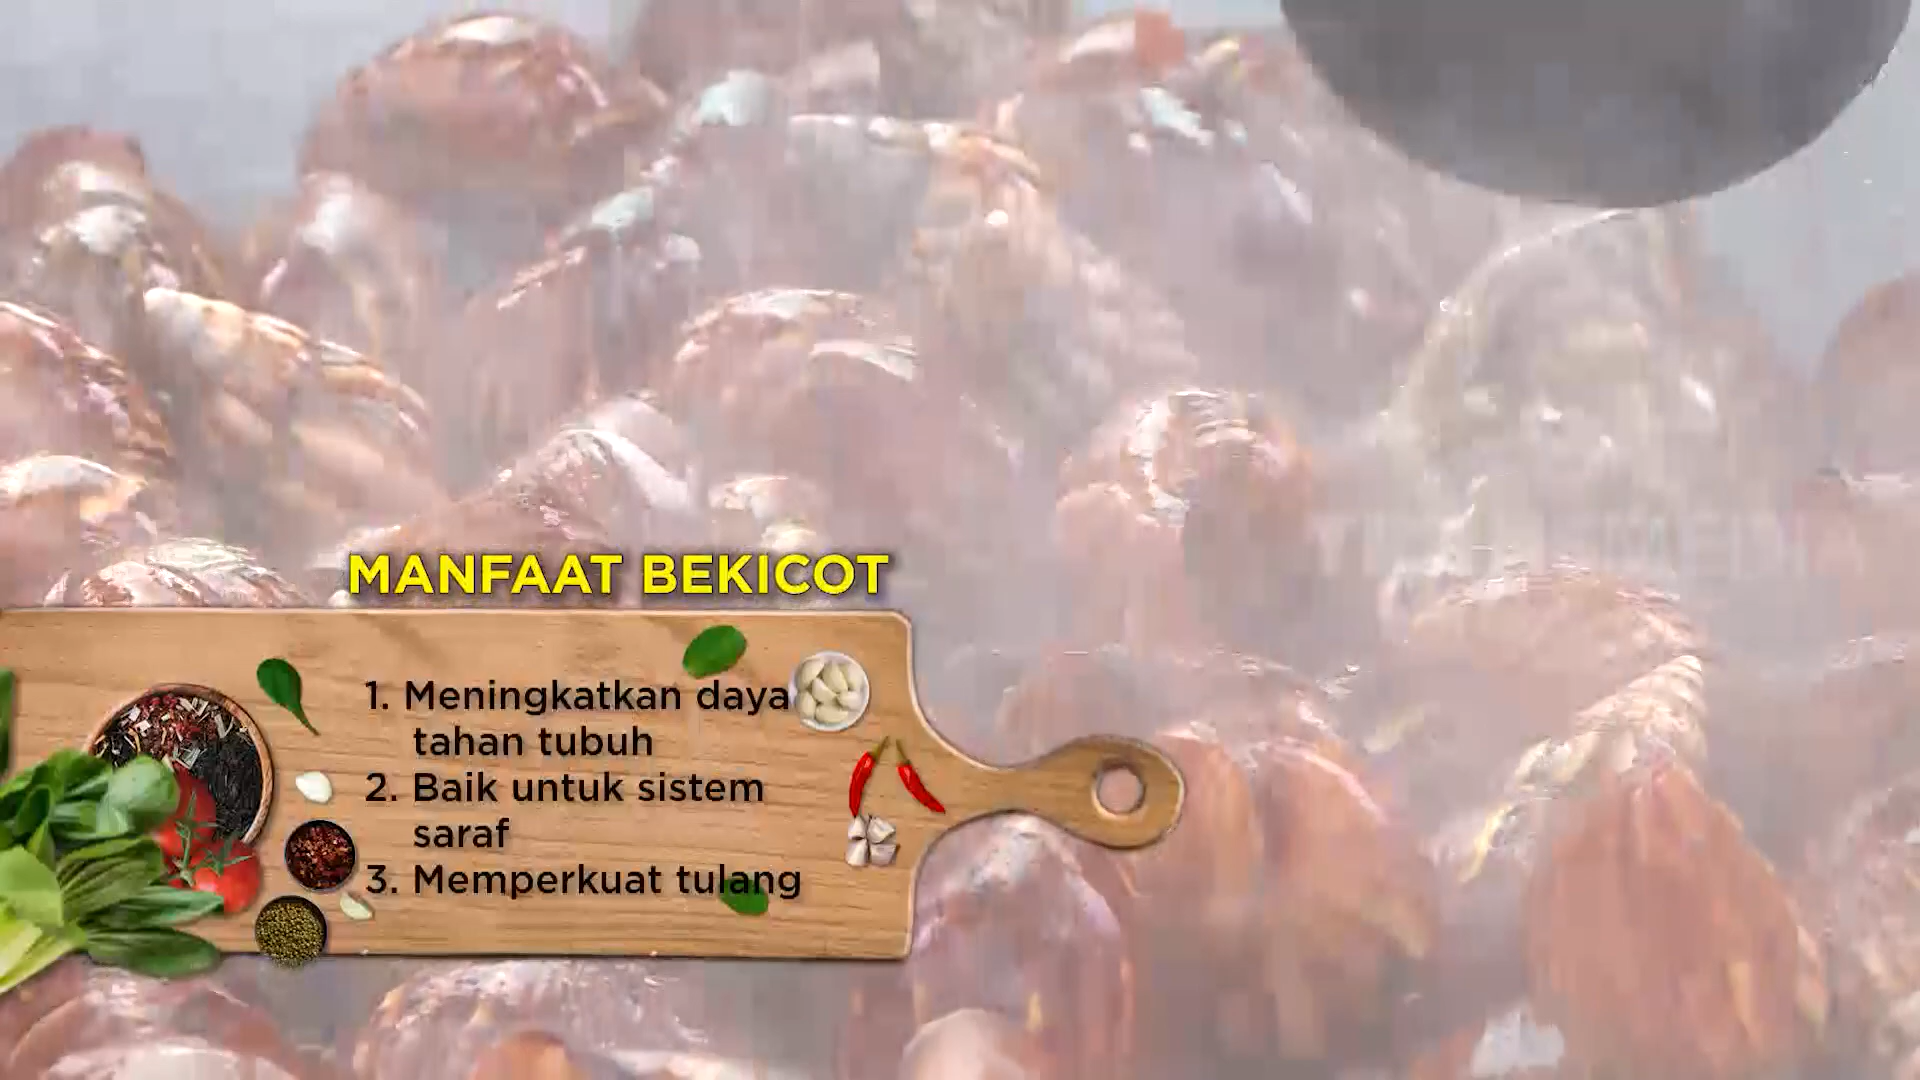 MANFAAT BEKICOT
1. Meningkatkan daya
tahan tubuh
2. Baik untuk sistem
saraf
3. Memperkuat tulang